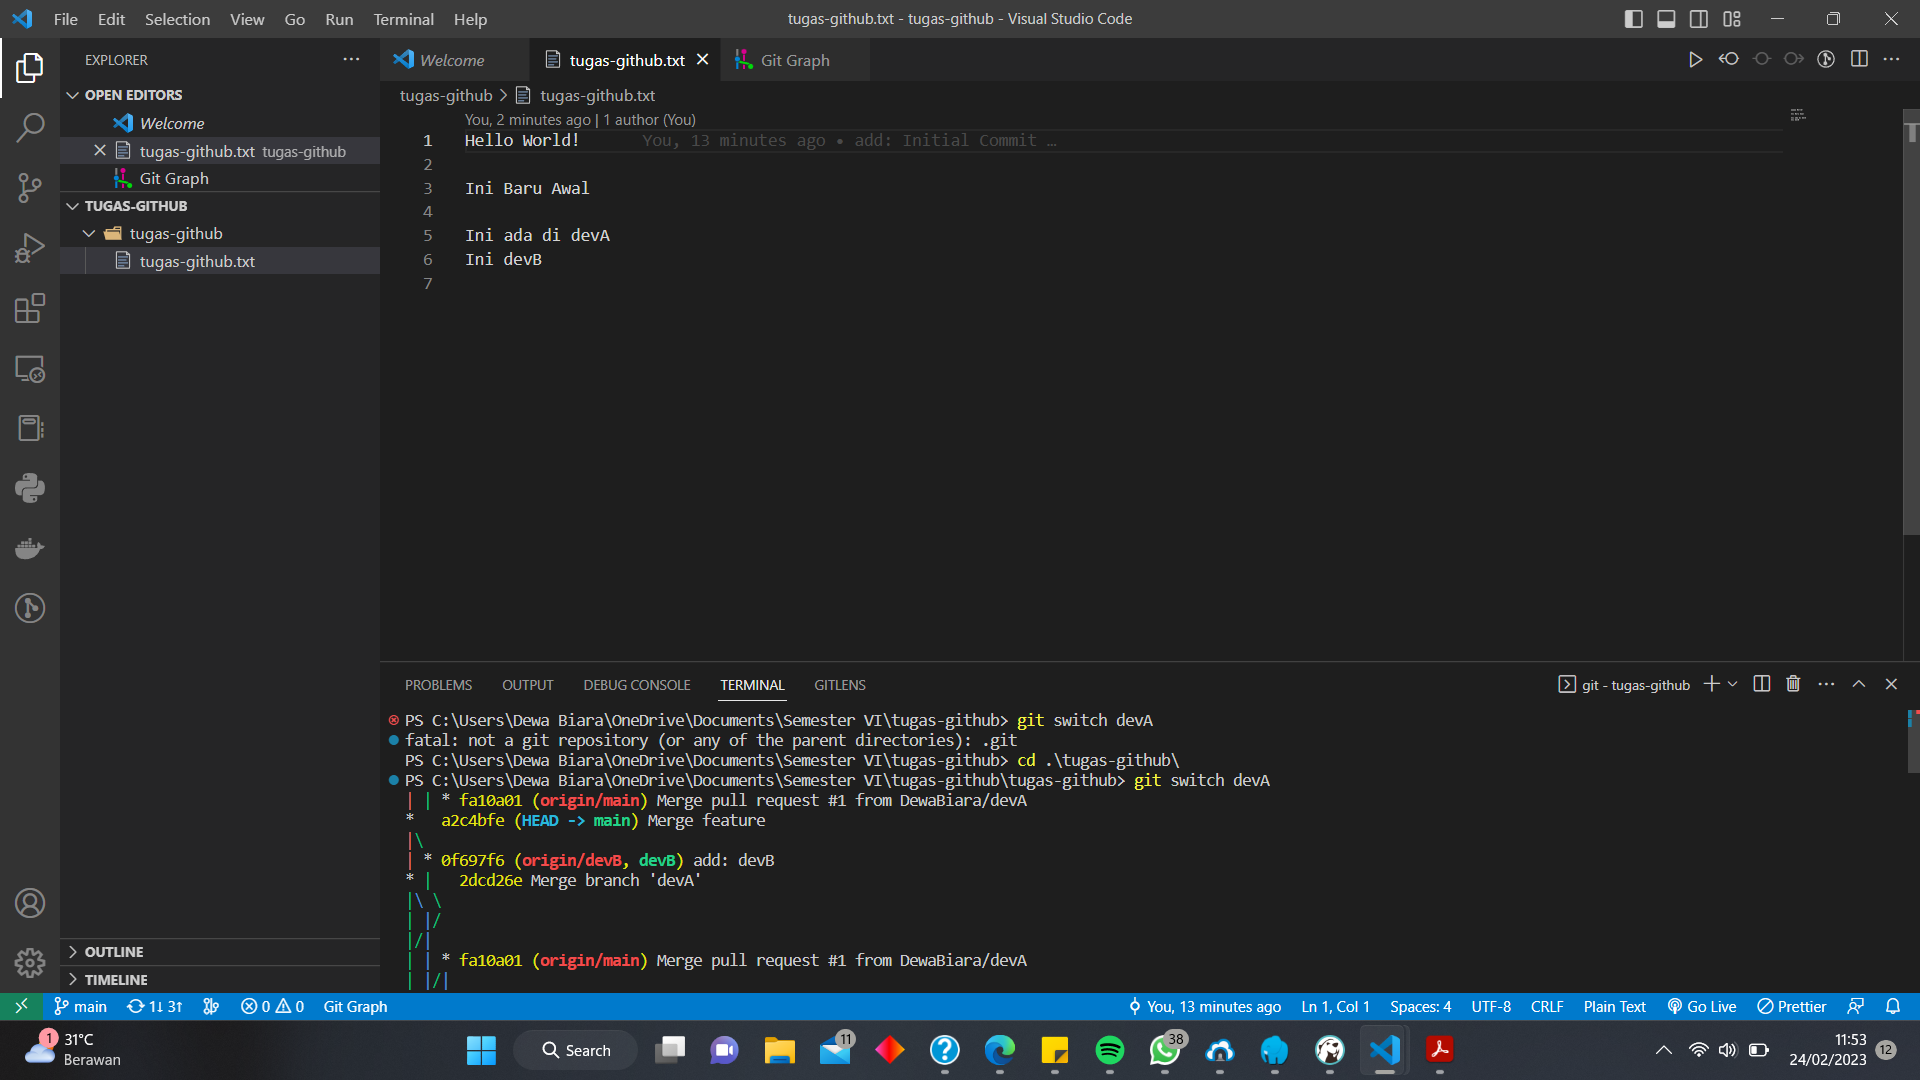 File Edit Selection View Go Run Terminal Help
tugas-github.txt - tugas-github - Visual Studio Code
EXPLORER
OPEN EDITORS
Welcome
tugas-github.txt tugas-github
Git Graph
TUGAS-GITHUB
tugas-github
tugas-github.txt
OUTLINE
TIMELINE
Welcome
tugas-github.txt
Git Graph
tugas-github > tugas-github.txt
You, 2 minutes ago | 1 author (You)
1 Hello World! You, 13 minutes ago • add: Initial Commit …
2
3 Ini Baru Awal
4
5 Ini ada di devA
6 Ini devB
7
PROBLEMS OUTPUT DEBUG CONSOLE TERMINAL GITLENS
git - tugas-github
PS C:\Users\Dewa Biara\OneDrive\Documents\Semester VI\tugas-github> git switch devA
fatal: not a git repository (or any of the parent directories): .git
PS C:\Users\Dewa Biara\OneDrive\Documents\Semester VI\tugas-github> cd .\tugas-github\
PS C:\Users\Dewa Biara\OneDrive\Documents\Semester VI\tugas-github\tugas-github> git switch devA
| | * fa10a01 (origin/main) Merge pull request #1 from DewaBiara/devA
*   a2c4bfe (HEAD -> main) Merge feature
|\
| * 0f697f6 (origin/devB, devB) add: devB
* |   2dcd26e Merge branch 'devA'
|\ \
| |/
|/|
| | * fa10a01 (origin/main) Merge pull request #1 from DewaBiara/devA
| |/|
main 1↓ 3↑ 0 0 Git Graph
You, 13 minutes ago Ln 1, Col 1 Spaces: 4 UTF-8 CRLF Plain Text Go Live Prettier
1
31°C
Berawan
Search
11
38
11:53
24/02/2023
12